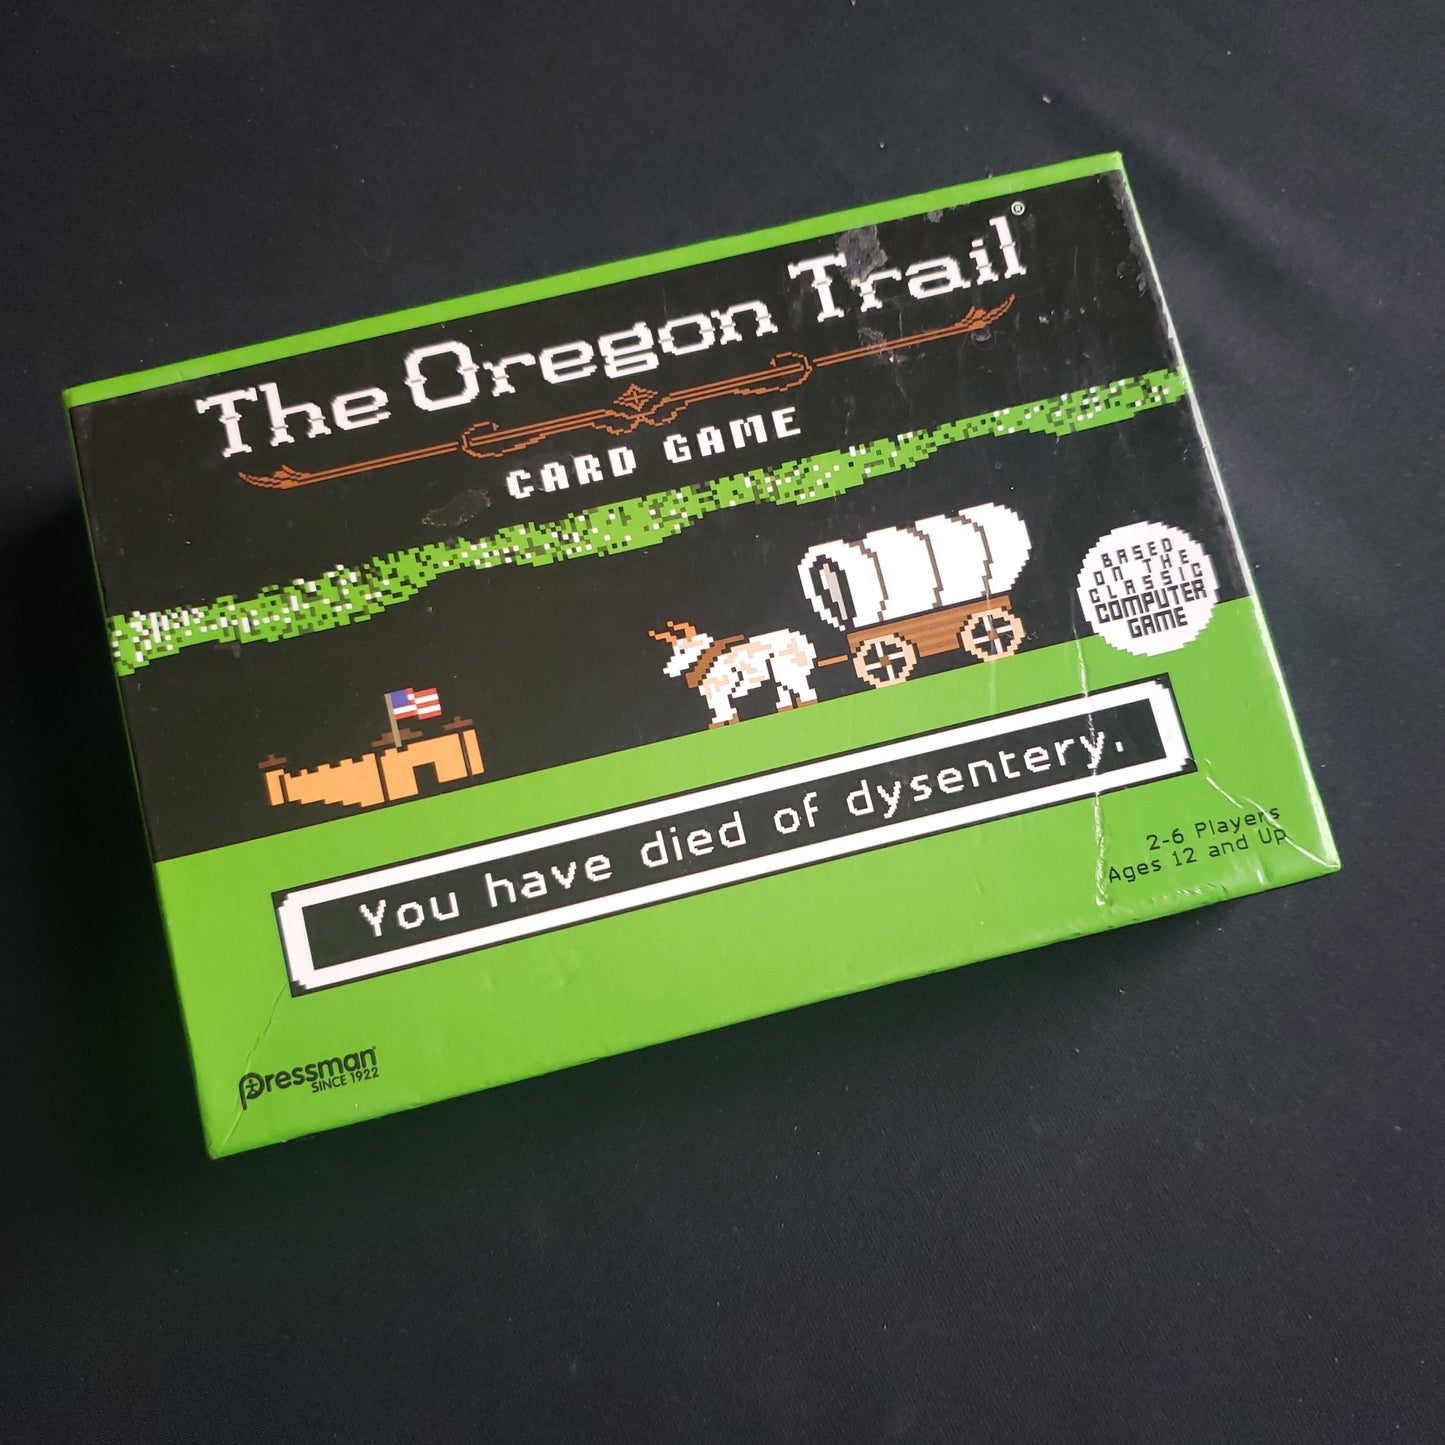 The Oregon Trail®
CARD GAME
BASED
ON THE
CLASSIC
COMPUTER
GAME
You have died of dysentery.
2-6 Players
Ages 12 and Up
pressman®
SINCE 1922